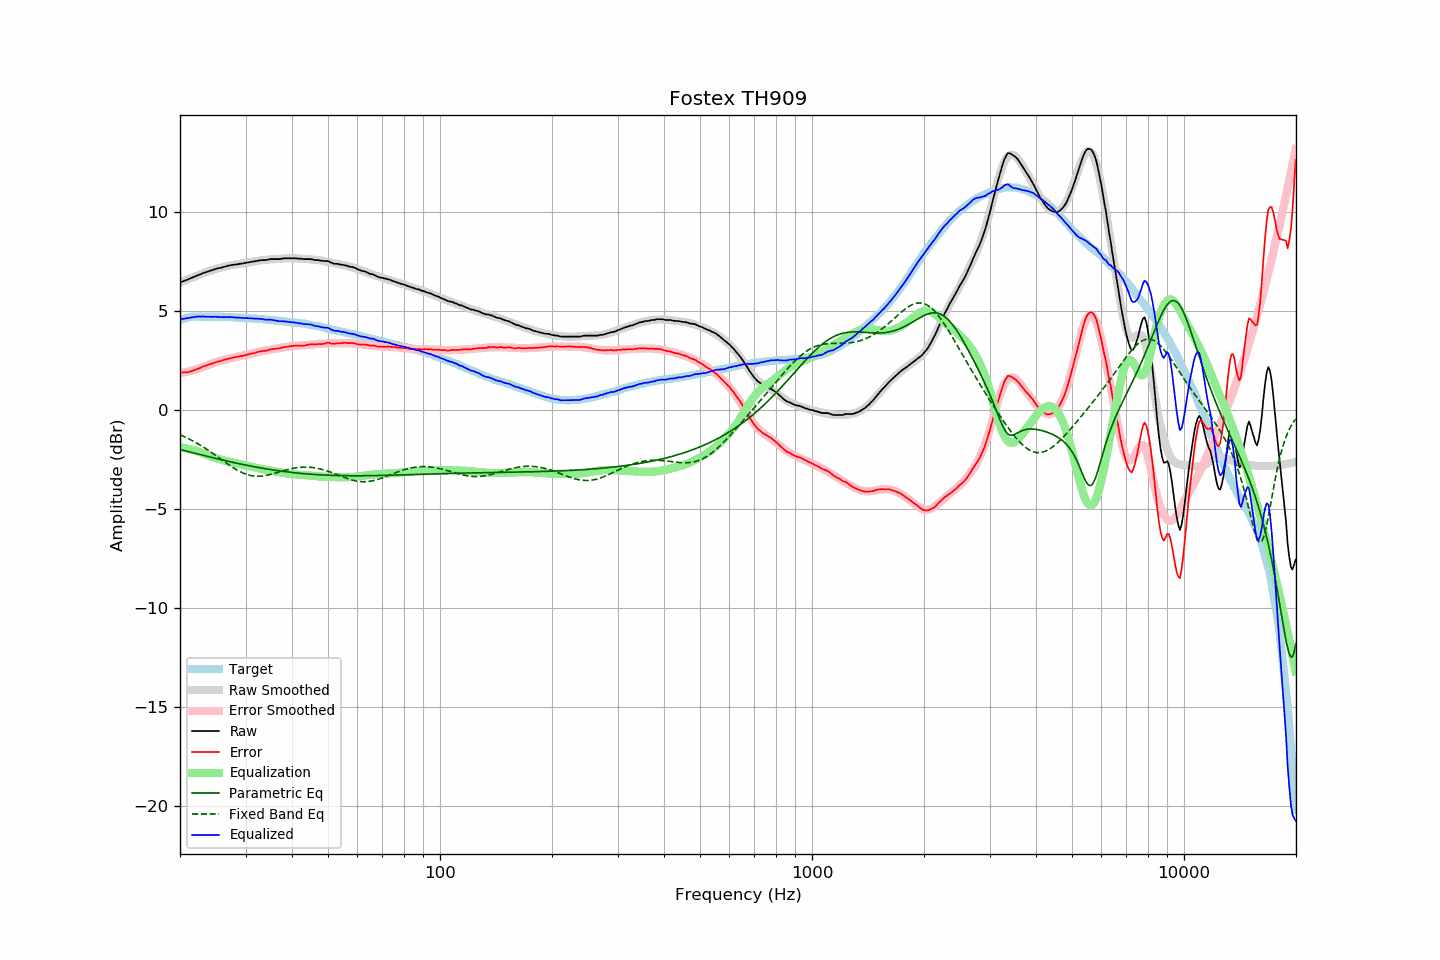 Fostex TH909
Amplitude (dBr)
10
5
0
−5
−10
−15
−20
Target
Raw Smoothed
Error Smoothed
Raw
Error
Equalization
Parametric Eq
Fixed Band Eq
Equalized
100
1000
10000
Frequency (Hz)